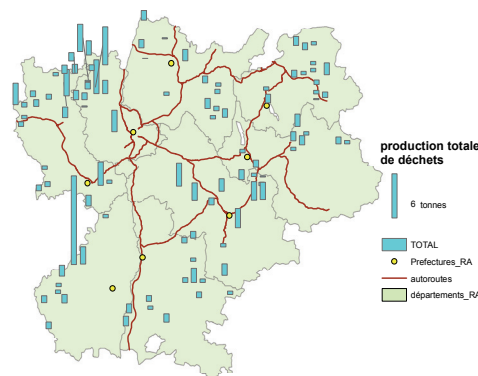 production totale
de déchets
6 tonnes
TOTAL
Prefectures_RA
autoroutes
départements_RA